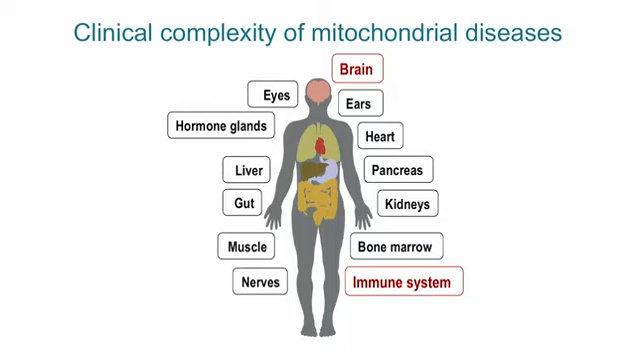 Clinical complexity of mitochondrial diseases
Brain
Eyes
Ears
Hormone glands
Heart
Liver
Pancreas
Gut
Kidneys
Muscle
Bone marrow
Nerves
Immune system